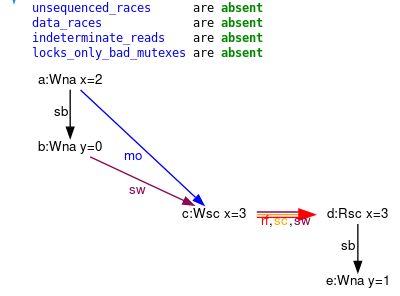 unsequenced_races are absent
data_races are absent
indeterminate_reads are absent
locks_only_bad_mutexes are absent
a:Wna x=2
sb
b:Wna y=0
mo
sw
c:Wsc x=3
rf,sc,sw
d:Rsc x=3
sb
e:Wna y=1